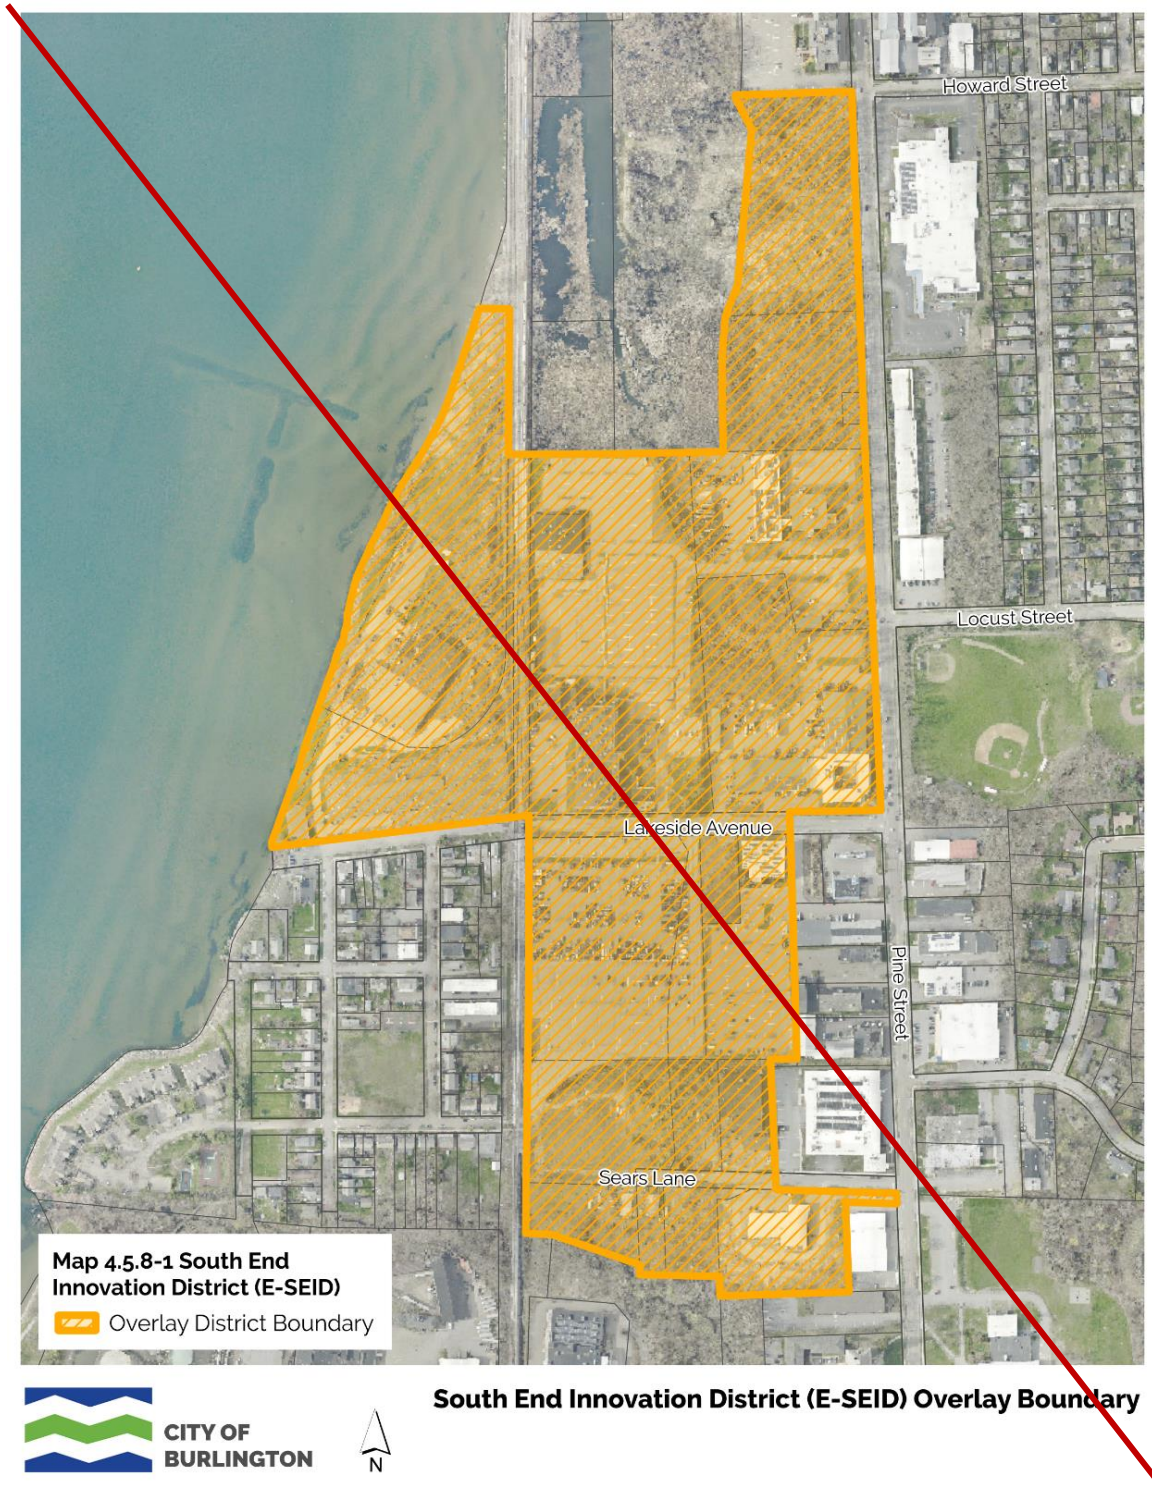 Howard Street
Locust Street
Lakeside Avenue
Pine Street
Sears Lane
Map 4.5.8-1 South End
Innovation District (E-SEID)
Overlay District Boundary
South End Innovation District (E-SEID) Overlay Boundary
CITY OF
BURLINGTON
N